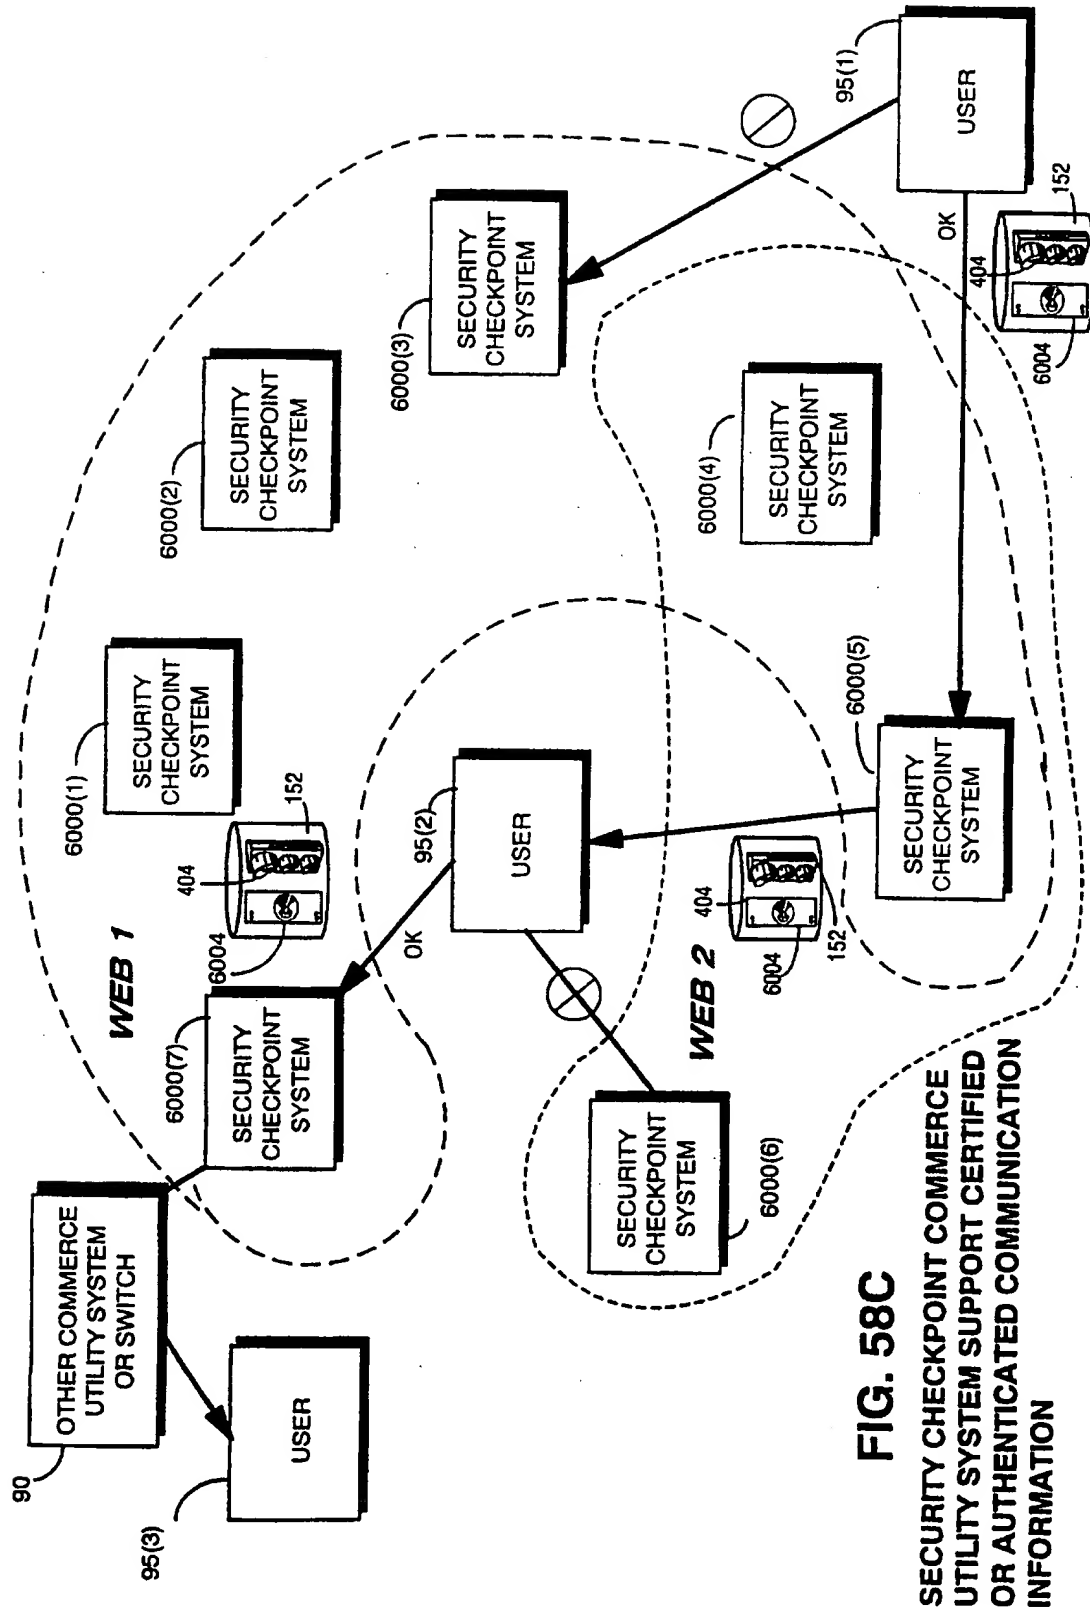 90
OTHER COMMERCE
UTILITY SYSTEM
OR SWITCH
95(3)
USER
WEB 1
6000(7)
SECURITY
CHECKPOINT
SYSTEM
6004
404
152
6000(1)
SECURITY
CHECKPOINT
SYSTEM
6000(2)
SECURITY
CHECKPOINT
SYSTEM
6000(3)
SECURITY
CHECKPOINT
SYSTEM
95(1)
USER
OK
95(2)
USER
OK
404
152
6004
6000(4)
SECURITY
CHECKPOINT
SYSTEM
6000(5)
SECURITY
CHECKPOINT
SYSTEM
WEB 2
404
6004
152
SECURITY
CHECKPOINT
SYSTEM
6000(6)
FIG. 58C
SECURITY CHECKPOINT COMMERCE
UTILITY SYSTEM SUPPORT CERTIFIED
OR AUTHENTICATED COMMUNICATION
INFORMATION